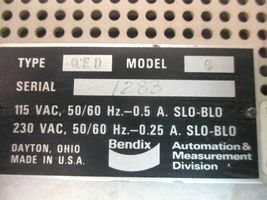 TYPE QED MODEL 6
SERIAL 1283
115 VAC, 50/60 Hz.—0.5 A. SLO-BLO
230 VAC, 50/60 Hz.—0.25 A. SLO-BLO
DAYTON, OHIO
MADE IN U.S.A.
Bendix
Automation &
Measurement
Division